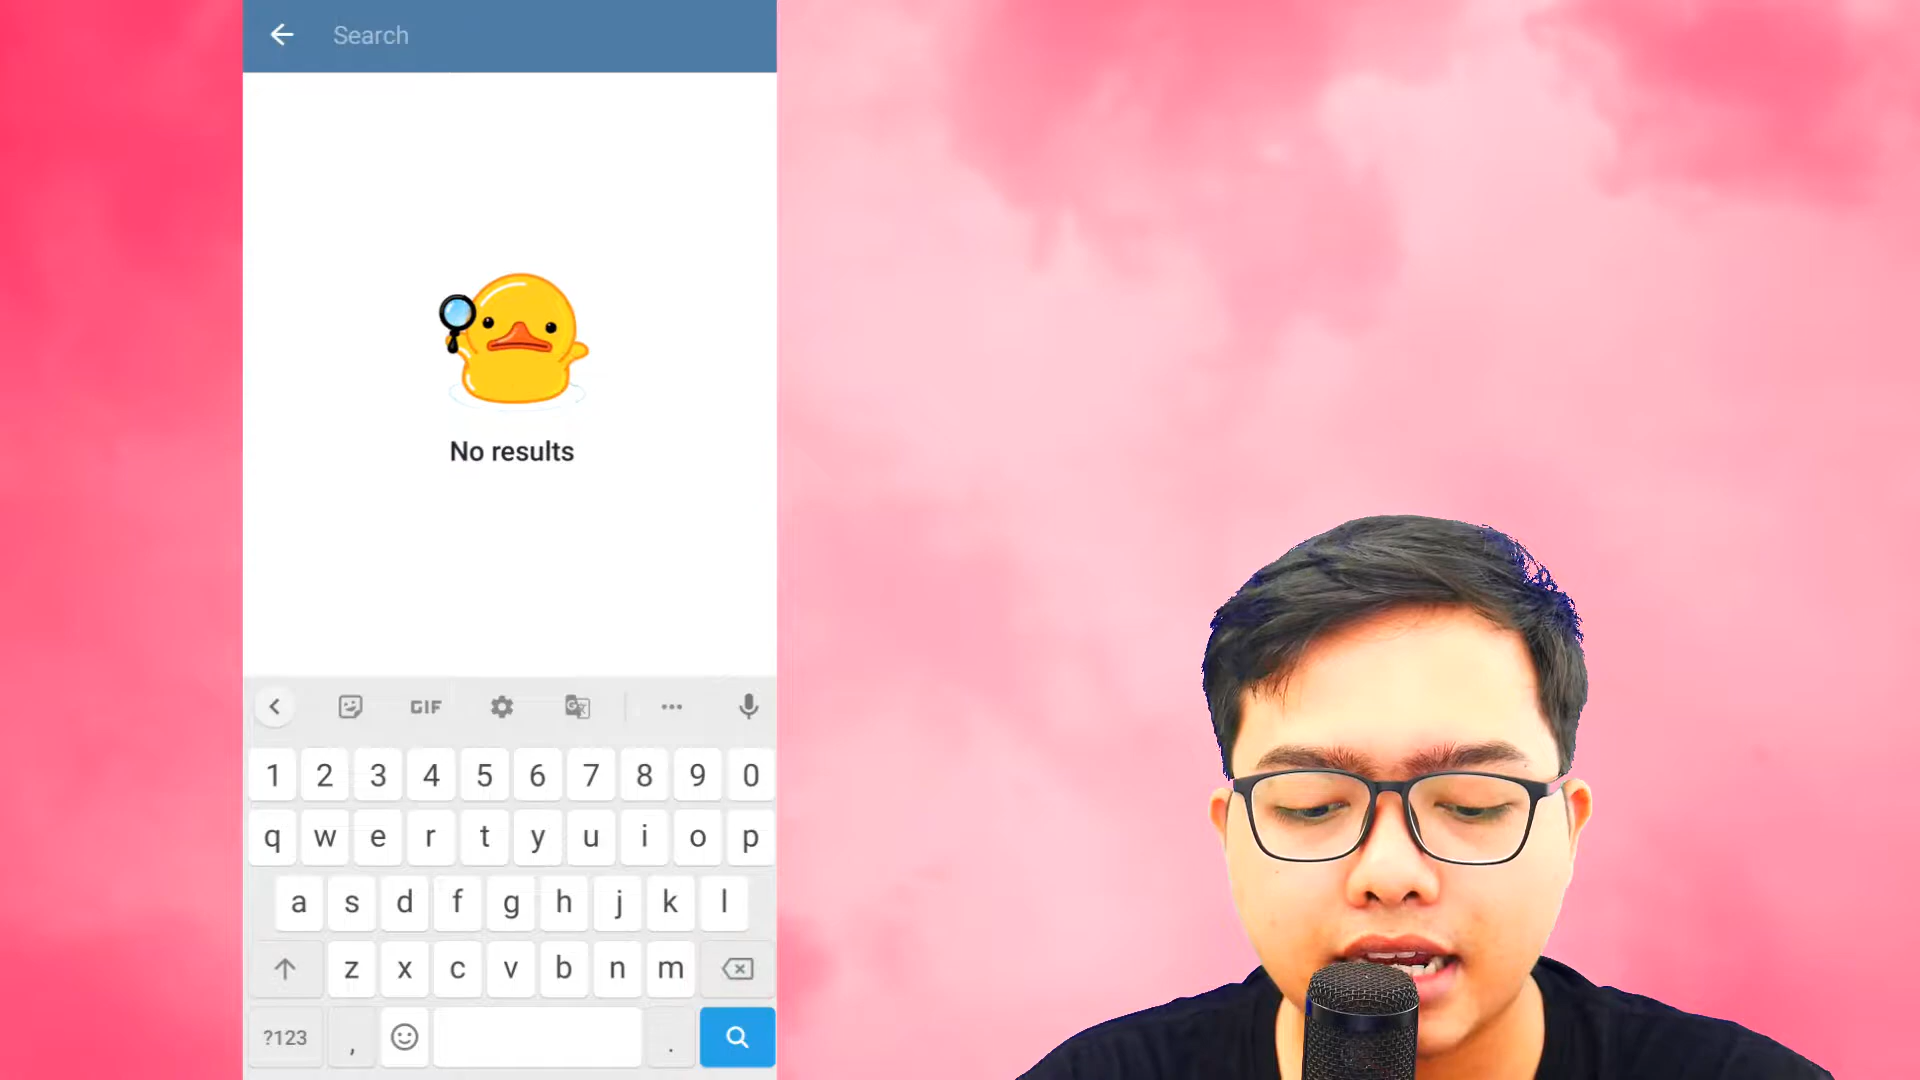 Search
No results
GIF
1 2 3 4 5 6 7 8 9 0
q w e r t y u i o p
a s d f g h j k l
z x c v b n m
?123 , .